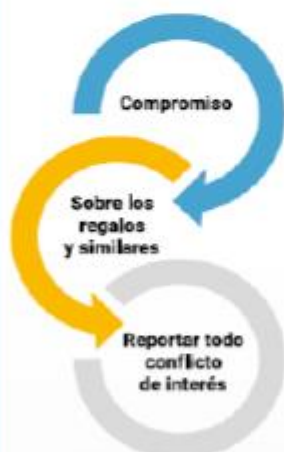 Compromiso
Sobre los
regalos
y similares
Reportar todo
conflicto
de interés